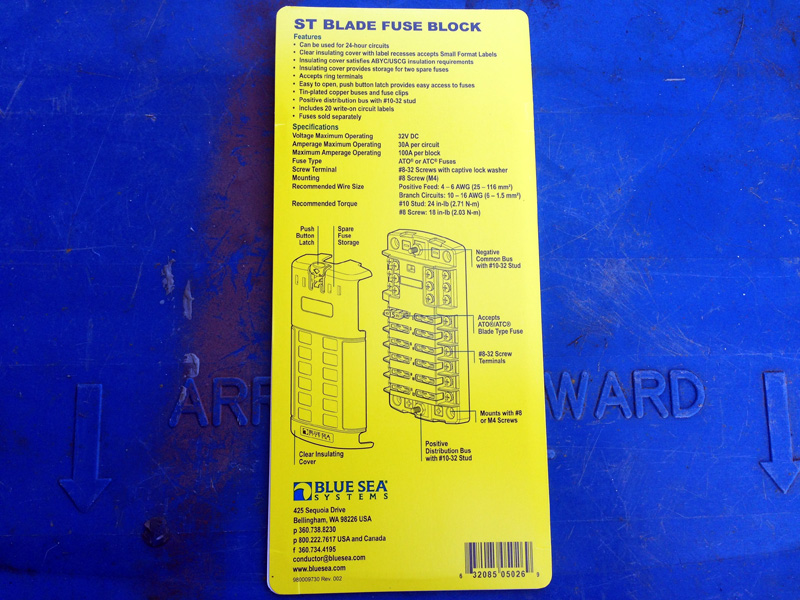 ST BLADE FUSE BLOCK
Features
• Can be used for 24-hour circuits
• Clear insulating cover with label recesses accepts Small Format Labels
• Insulating cover satisfies ABYC/USCG insulation requirements
• Insulating cover provides storage for two spare fuses
• Accepts ring terminals
• Easy to open, push button latch provides easy access to fuses
• Tin-plated copper buses and fuse clips
• Positive distribution bus with #10-32 stud
• includes 20 write-on circuit labels
• Fuses sold separately
Specifications
Voltage Maximum Operating 32V DC
Amperage Maximum Operating 30A per circuit
Maximum Amperage Operating 100A per block
Fuse Type ATO® or ATC® Fuses
Screw Terminal #8-32 Screws with captive lock washer
Mounting #8 Screw (M4)
Recommended Wire Size Positive Feed: 4 – 6 AWG (25 – 116 mm²)
Branch Circuits: 10 – 16 AWG (6 – 1.5 mm²)
Recommended Torque #10 Stud: 24 in-lb (2.71 N-m)
#8 Screw: 18 in-lb (2.03 N-m)
Push
Button
Latch
Spare
Fuse
Storage
Negative
Common Bus
with #10-32 Stud
Accepts
ATO®/ATC®
Blade Type Fuse
#8-32 Screw
Terminals
Mounts with #8
or M4 Screws
Positive
Distribution Bus
with #10-32 Stud
BLUE SEA
Clear Insulating
Cover
ARR
WARD
BLUE SEA®
SYSTEMS
425 Sequoia Drive
Bellingham, WA 98226 USA
p 360.738.8230
p 800.222.7617 USA and Canada
f 360.734.4195
conductor@bluesea.com
www.bluesea.com
980009730 Rev. 002
6 32085 05026 9